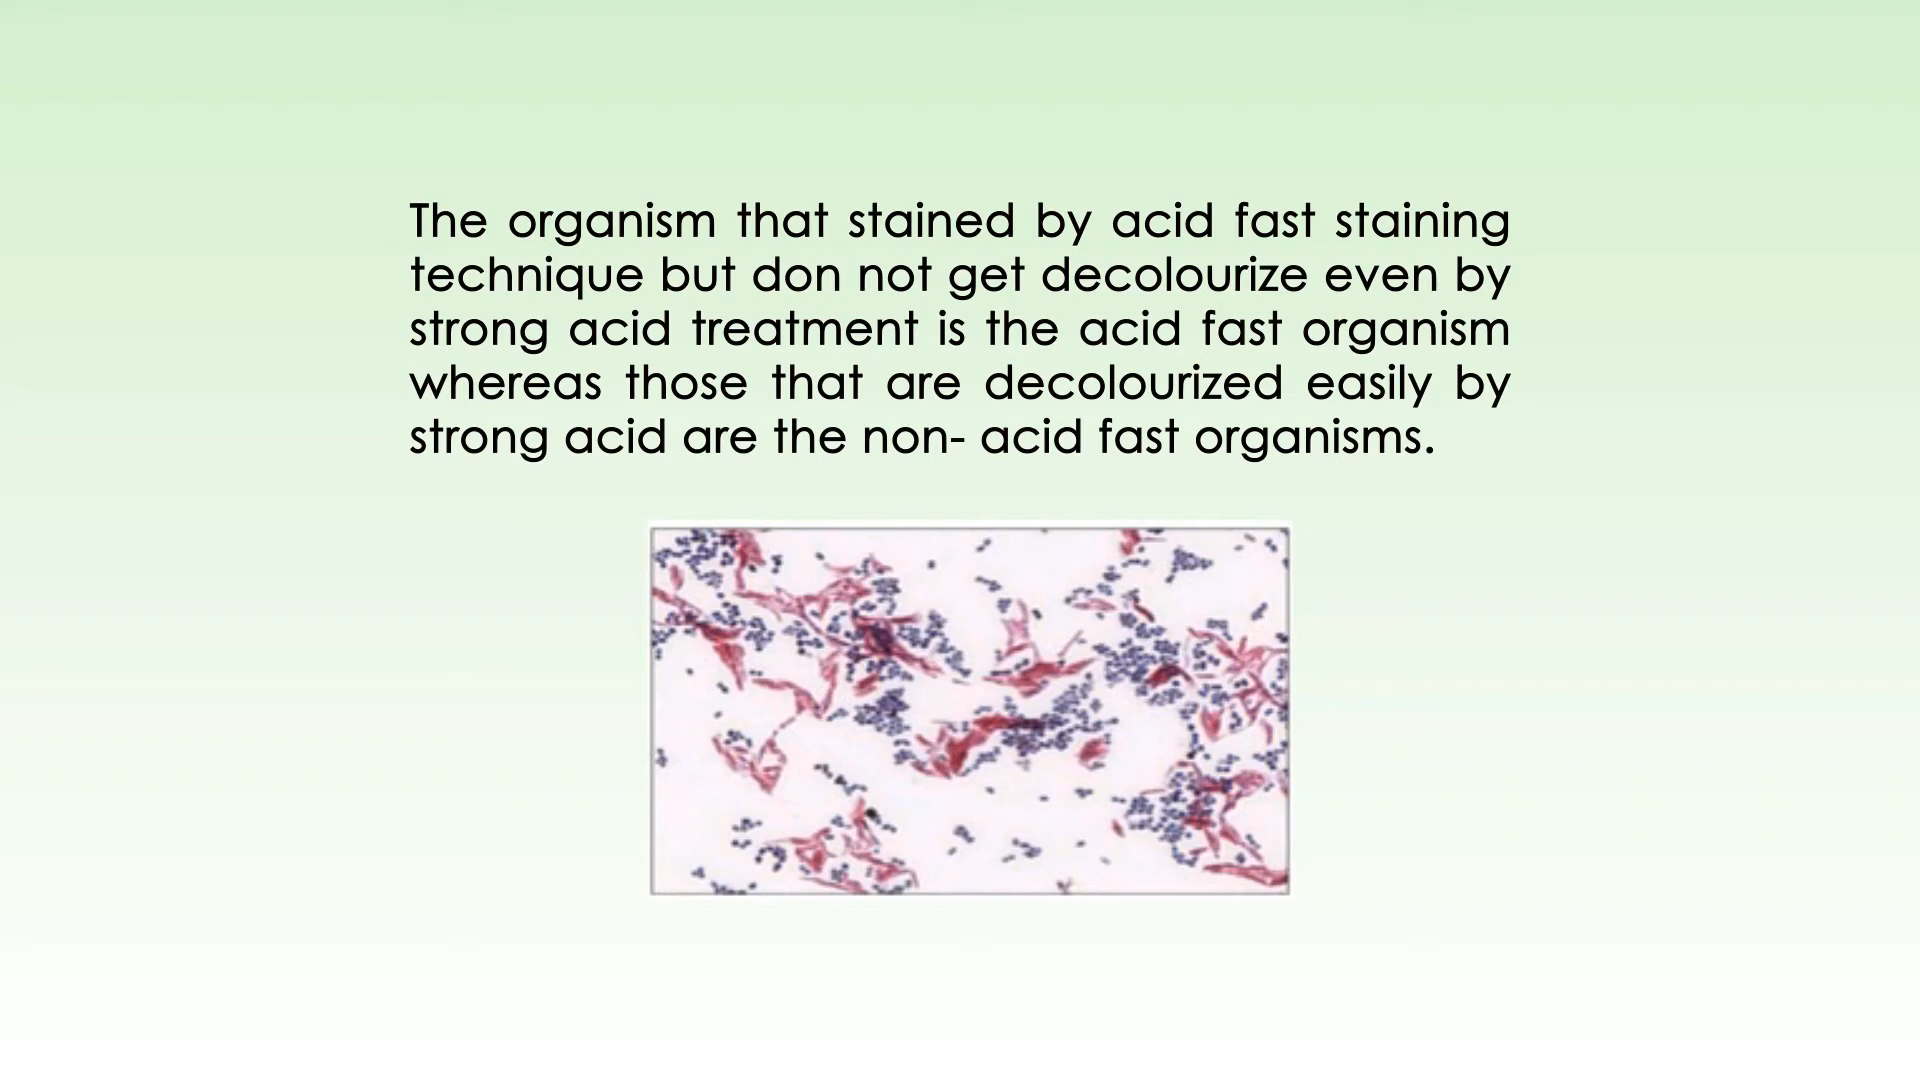 The organism that stained by acid fast staining
technique but don not get decolourize even by
strong acid treatment is the acid fast organism
whereas those that are decolourized easily by
strong acid are the non- acid fast organisms.